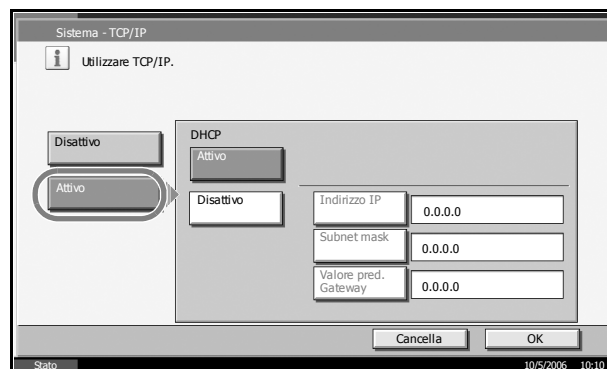 Sistema - TCP/IP
i
Utilizzare TCP/IP.
Disattivo
Attivo
DHCP
Attivo
Disattivo
Indirizzo IP
0.0.0.0
Subnet mask
0.0.0.0
Valore pred.
Gateway
0.0.0.0
Cancella
OK
Stato
10/5/2006 10:10